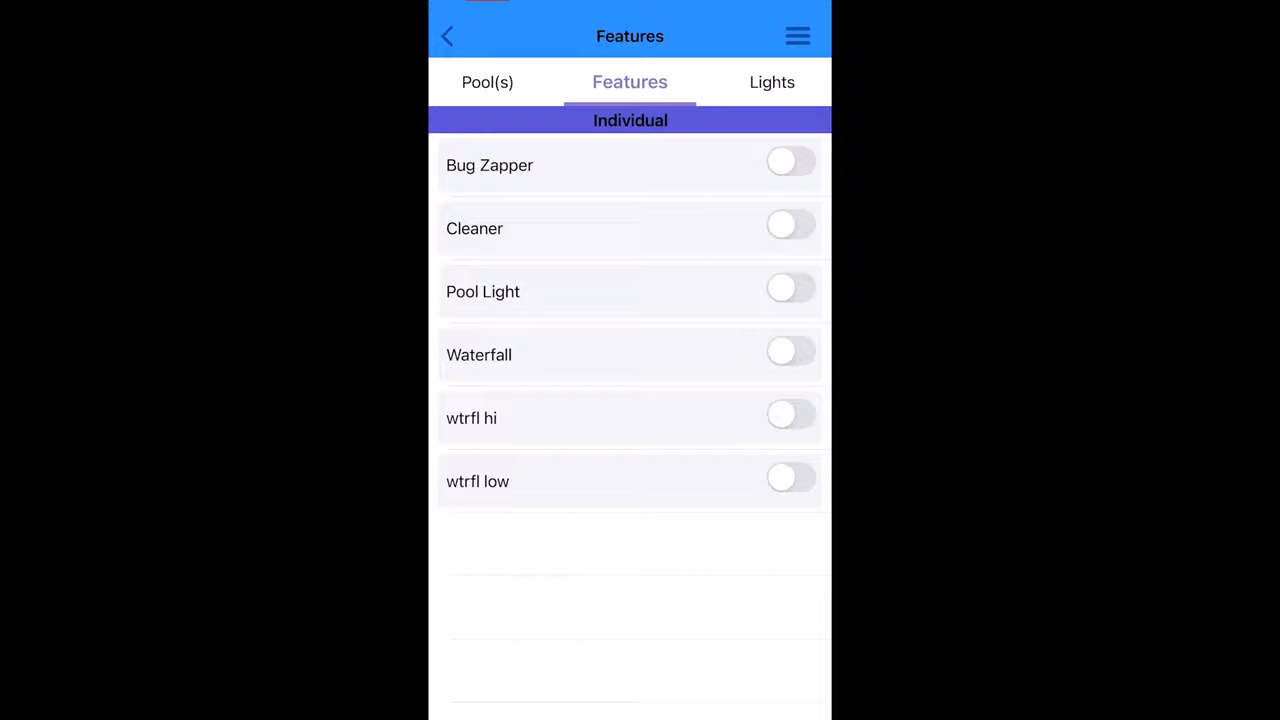 Features
Pool(s) Features Lights
Individual
Bug Zapper
Cleaner
Pool Light
Waterfall
wtrfl hi
wtrfl low